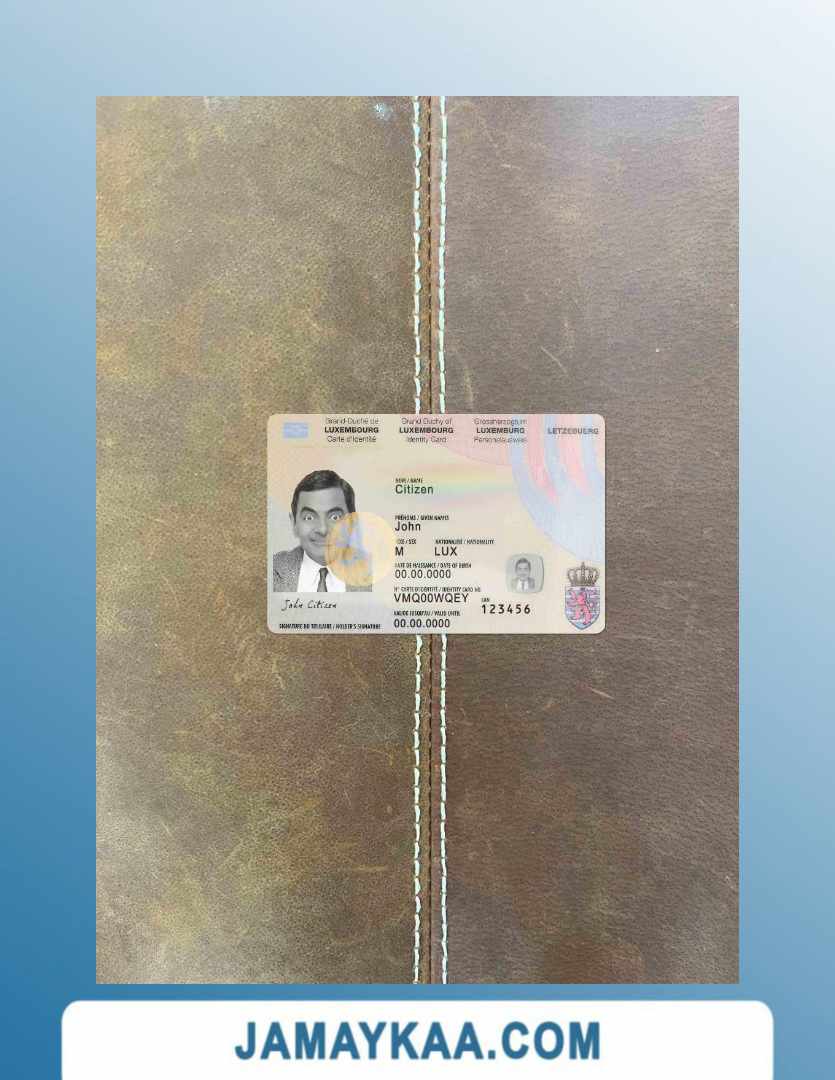 Grand-Duché de
LUXEMBOURG
Carte d'identité
Grand Duchy of
LUXEMBOURG
Identity Card
Grossherzogtum
LUXEMBURG
Personalausweis
LETZEBUERG
NOM / NAME
Citizen
PRÉNOMS / GIVEN NAMES
John
SEXE / SEX
NATIONALITÉ / NATIONALITY
M LUX
DATE DE NAISSANCE / DATE OF BIRTH
00.00.0000
N° CARTE D'IDENTITÉ / IDENTITY CARD NO
VMQ00WQEY
CAN
123456
VALIDE JUSQU'AU / VALID UNTIL
00.00.0000
John Citizen
SIGNATURE DU TITULAIRE / HOLDER'S SIGNATURE
JAMAYKAA.COM